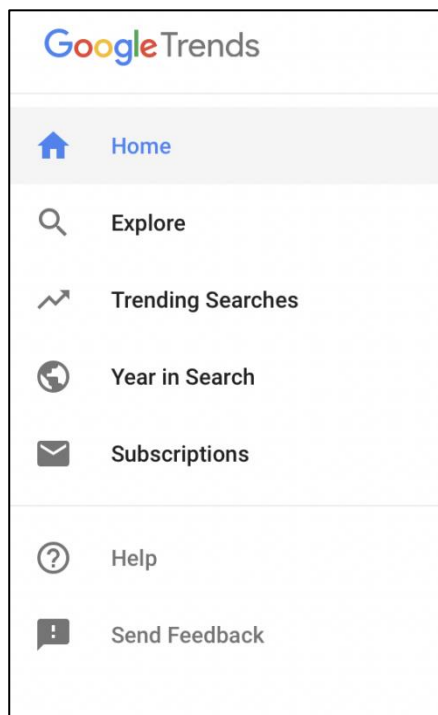 Google Trends
Home
Explore
Trending Searches
Year in Search
Subscriptions
Help
Send Feedback